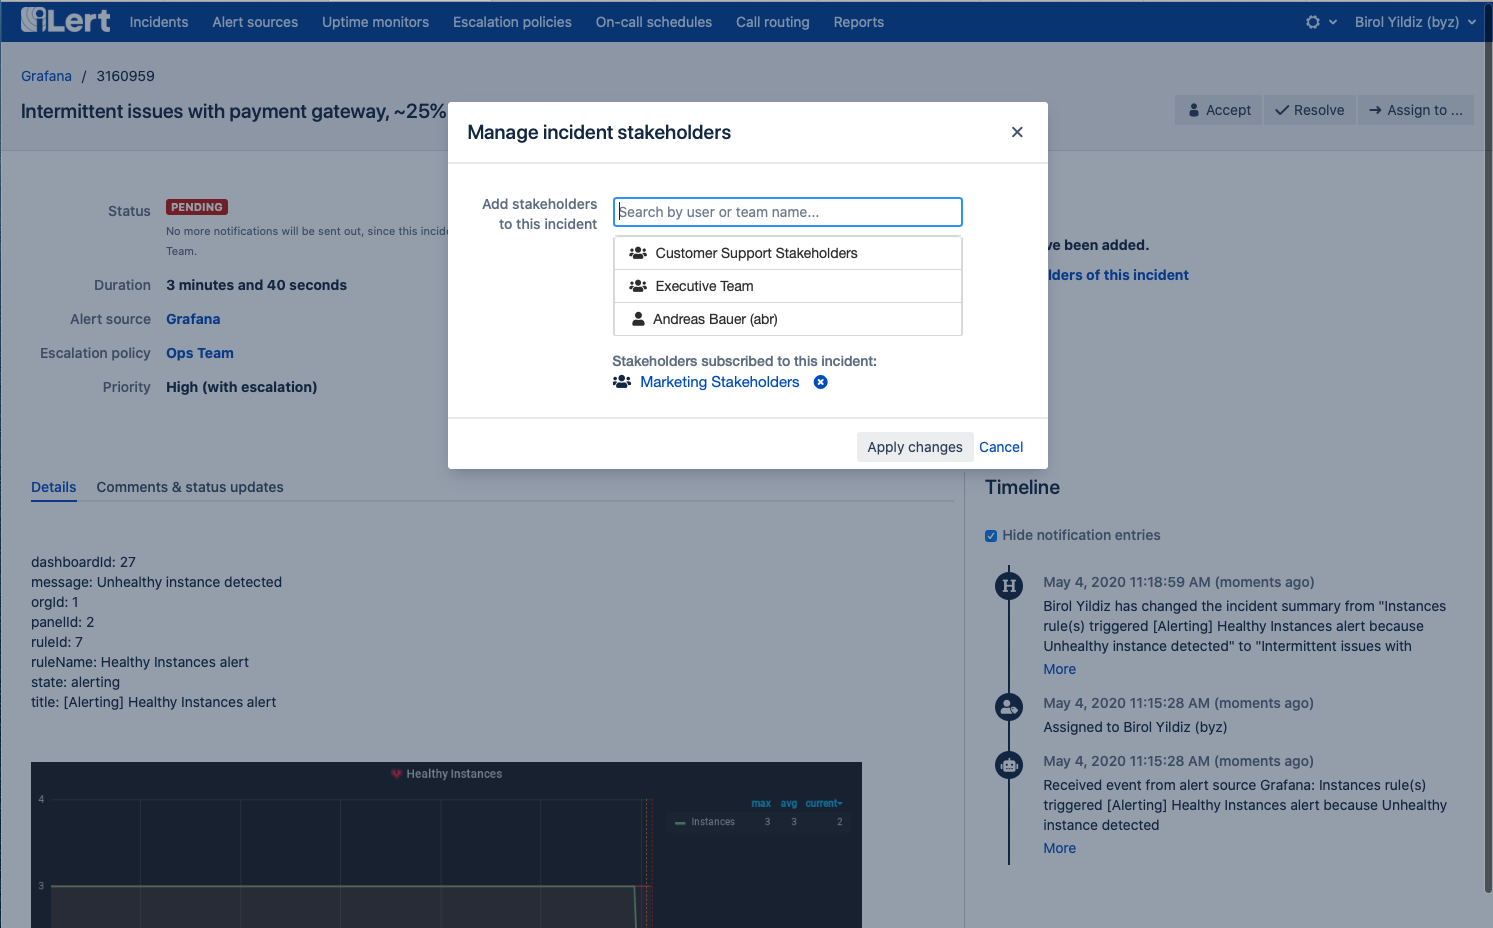 iLert Incidents Alert sources Uptime monitors Escalation policies On-call schedules Call routing Reports Birol Yildiz (byz)
Grafana / 3160959
Intermittent issues with payment gateway, ~25%
Accept Resolve Assign to ...
Manage incident stakeholders
Add stakeholders
to this incident
Search by user or team name...
Customer Support Stakeholders
Executive Team
Andreas Bauer (abr)
Stakeholders subscribed to this incident:
Marketing Stakeholders
Apply changes Cancel
Status PENDING
No more notifications will be sent out, since this incide
Team.
Duration 3 minutes and 40 seconds
Alert source Grafana
Escalation policy Ops Team
Priority High (with escalation)
ve been added.
lders of this incident
Details Comments & status updates
dashboardId: 27
message: Unhealthy instance detected
orgId: 1
panelId: 2
ruleId: 7
ruleName: Healthy Instances alert
state: alerting
title: [Alerting] Healthy Instances alert
Healthy Instances
4
3
max avg current
Instances 3 3 2
Timeline
Hide notification entries
H
May 4, 2020 11:18:59 AM (moments ago)
Birol Yildiz has changed the incident summary from "Instances
rule(s) triggered [Alerting] Healthy Instances alert because
Unhealthy instance detected" to "Intermittent issues with
More
May 4, 2020 11:15:28 AM (moments ago)
Assigned to Birol Yildiz (byz)
May 4, 2020 11:15:28 AM (moments ago)
Received event from alert source Grafana: Instances rule(s)
triggered [Alerting] Healthy Instances alert because Unhealthy
instance detected
More